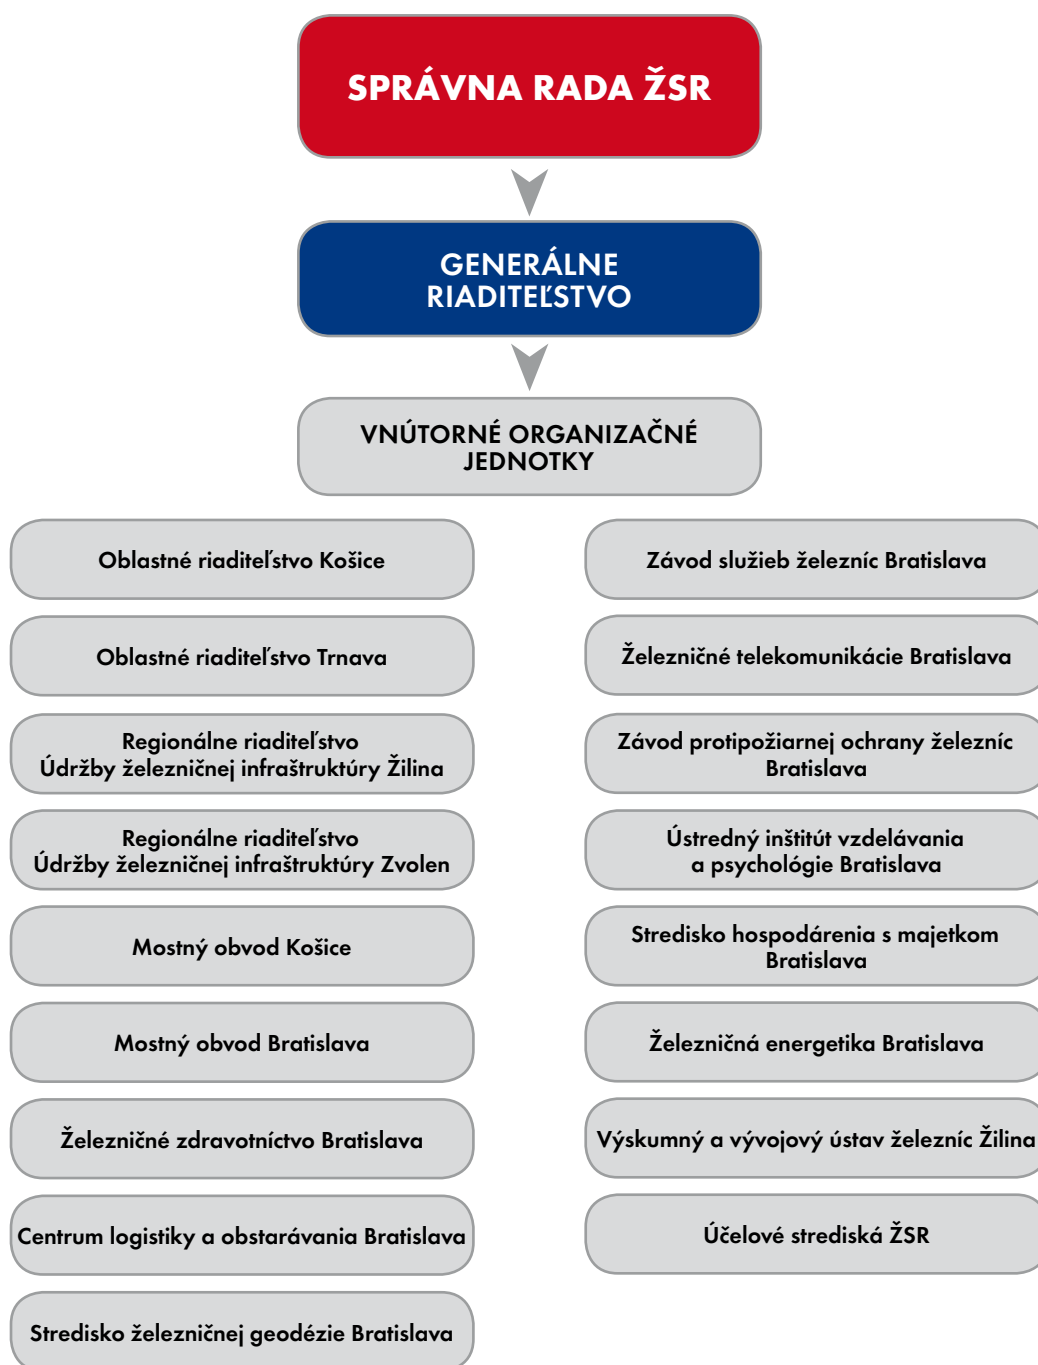 SPRÁVNA RADA ŽSR
GENERÁLNE
RIADITEĽSTVO
VNÚTORNÉ ORGANIZAČNÉ
JEDNOTKY
Oblastné riaditeľstvo Košice
Oblastné riaditeľstvo Trnava
Regionálne riaditeľstvo
Údržby železničnej infraštruktúry Žilina
Regionálne riaditeľstvo
Údržby železničnej infraštruktúry Zvolen
Mostný obvod Košice
Mostný obvod Bratislava
Železničné zdravotníctvo Bratislava
Centrum logistiky a obstarávania Bratislava
Stredisko železničnej geodézie Bratislava
Závod služieb železníc Bratislava
Železničné telekomunikácie Bratislava
Závod protipožiarnej ochrany železníc
Bratislava
Ústredný inštitút vzdelávania
a psychológie Bratislava
Stredisko hospodárenia s majetkom
Bratislava
Železničná energetika Bratislava
Výskumný a vývojový ústav železníc Žilina
Účelové strediská ŽSR